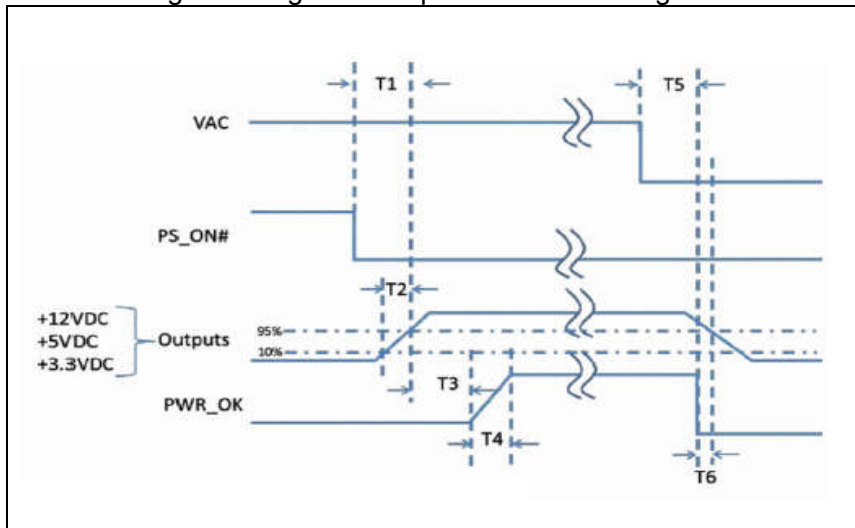 T1
T5
VAC
PS_ON#
T2
+12VDC
+5VDC
+3.3VDC
Outputs
95%
10%
T3
PWR_OK
T4
T6